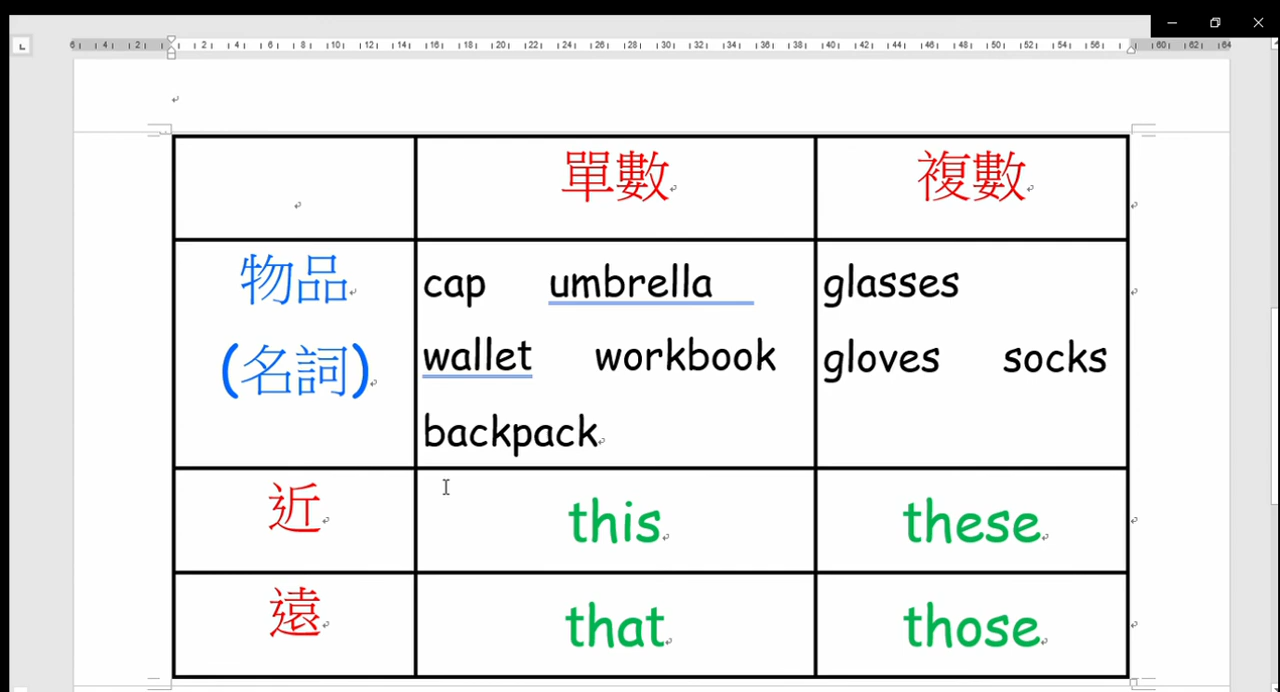 單數 複數
物品 cap umbrella glasses
(名詞) wallet workbook gloves socks
backpack
近 this these
遠 that those